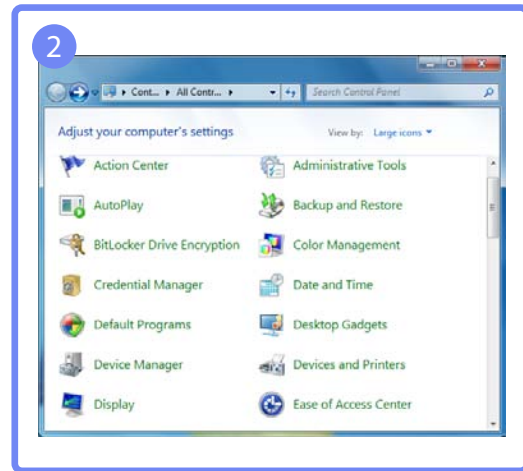 2
Cont... All Contr...
Search Control Panel
Adjust your computer's settings
View by: Large icons
Action Center
Administrative Tools
AutoPlay
Backup and Restore
BitLocker Drive Encryption
Color Management
Credential Manager
Date and Time
Default Programs
Desktop Gadgets
Device Manager
Devices and Printers
Display
Ease of Access Center